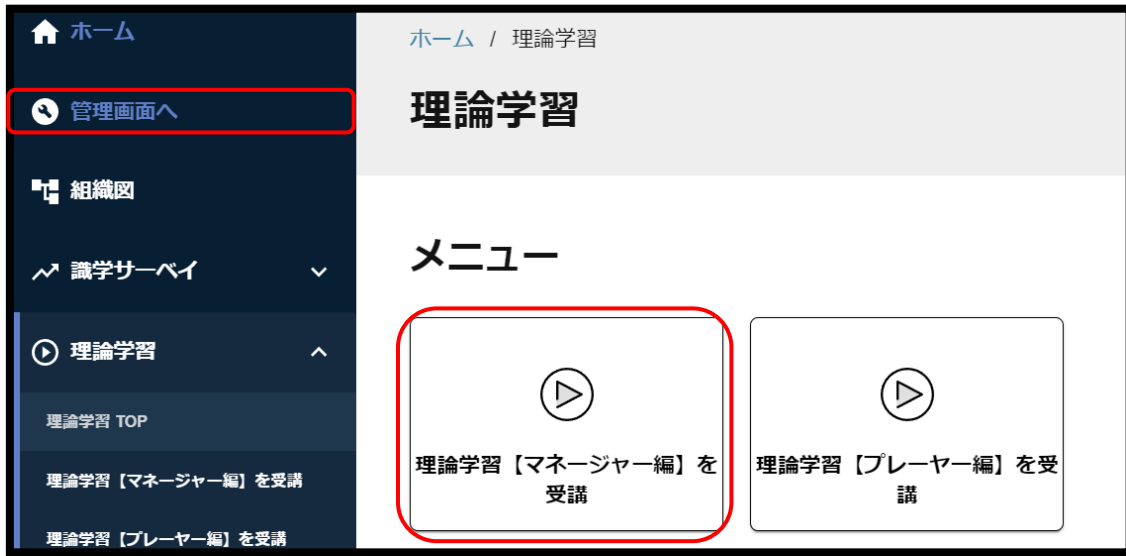 ホーム
管理画面へ
組織図
識学サーベイ
理論学習
理論学習 TOP
理論学習【マネージャー編】を受講
理論学習【プレーヤー編】を受講
ホーム / 理論学習
理論学習
メニュー
理論学習【マネージャー編】を
受講
理論学習【プレーヤー編】を受
講